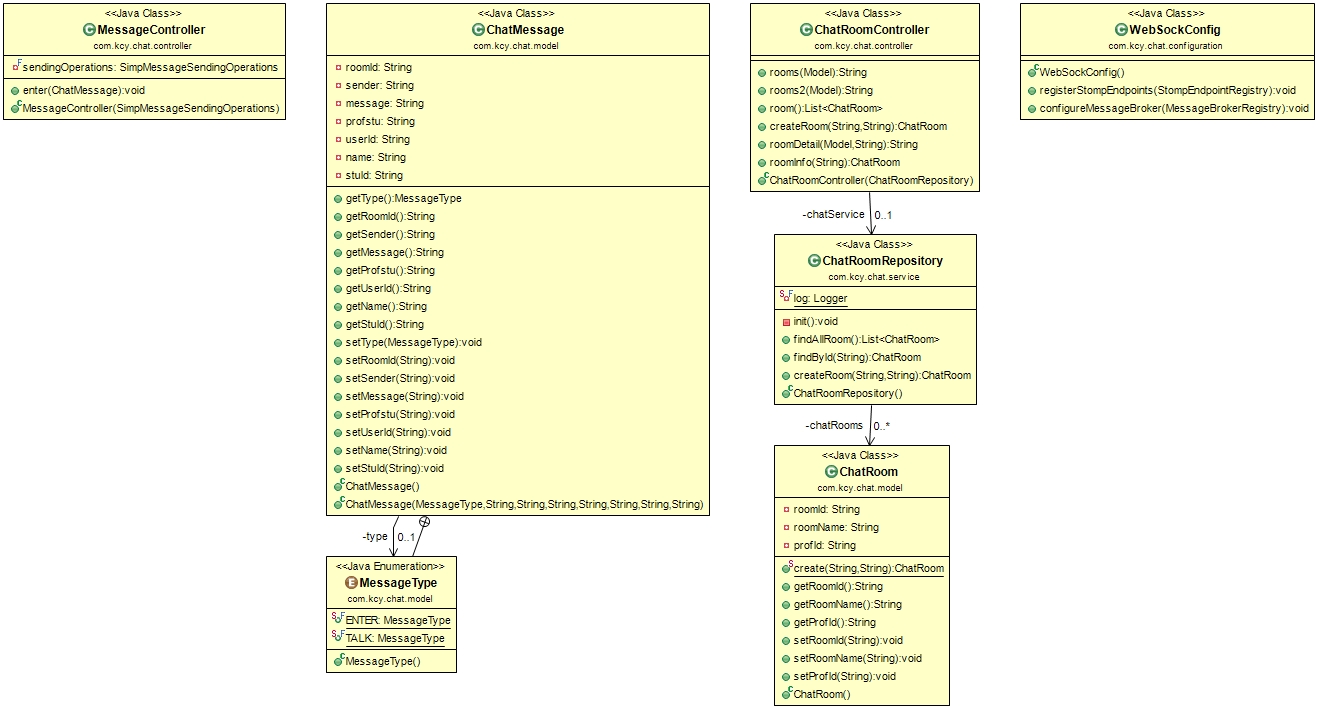 <<Java Class>>
MessageController
com.kcy.chat.controller
sendingOperations: SimpMessageSendingOperations
enter(ChatMessage):void
MessageController(SimpMessageSendingOperations)
<<Java Class>>
ChatMessage
com.kcy.chat.model
roomId: String
sender: String
message: String
profstu: String
userId: String
name: String
stuId: String
getType():MessageType
getRoomId():String
getSender():String
getMessage():String
getProfstu():String
getUserId():String
getName():String
getStuId():String
setType(MessageType):void
setRoomId(String):void
setSender(String):void
setMessage(String):void
setProfstu(String):void
setUserId(String):void
setName(String):void
setStuId(String):void
ChatMessage()
ChatMessage(MessageType,String,String,String,String,String,String,String)
-type
0..1
<<Java Enumeration>>
MessageType
com.kcy.chat.model
ENTER: MessageType
TALK: MessageType
MessageType()
<<Java Class>>
ChatRoomController
com.kcy.chat.controller
rooms(Model):String
rooms2(Model):String
room():List<ChatRoom>
createRoom(String,String):ChatRoom
roomDetail(Model,String):String
roomInfo(String):ChatRoom
ChatRoomController(ChatRoomRepository)
-chatService
0..1
<<Java Class>>
ChatRoomRepository
com.kcy.chat.service
log: Logger
init():void
findAllRoom():List<ChatRoom>
findById(String):ChatRoom
createRoom(String,String):ChatRoom
ChatRoomRepository()
-chatRooms
0..*
<<Java Class>>
ChatRoom
com.kcy.chat.model
roomId: String
roomName: String
profId: String
create(String,String):ChatRoom
getRoomId():String
getRoomName():String
getProfId():String
setRoomId(String):void
setRoomName(String):void
setProfId(String):void
ChatRoom()
<<Java Class>>
WebSockConfig
com.kcy.chat.configuration
WebSockConfig()
registerStompEndpoints(StompEndpointRegistry):void
configureMessageBroker(MessageBrokerRegistry):void